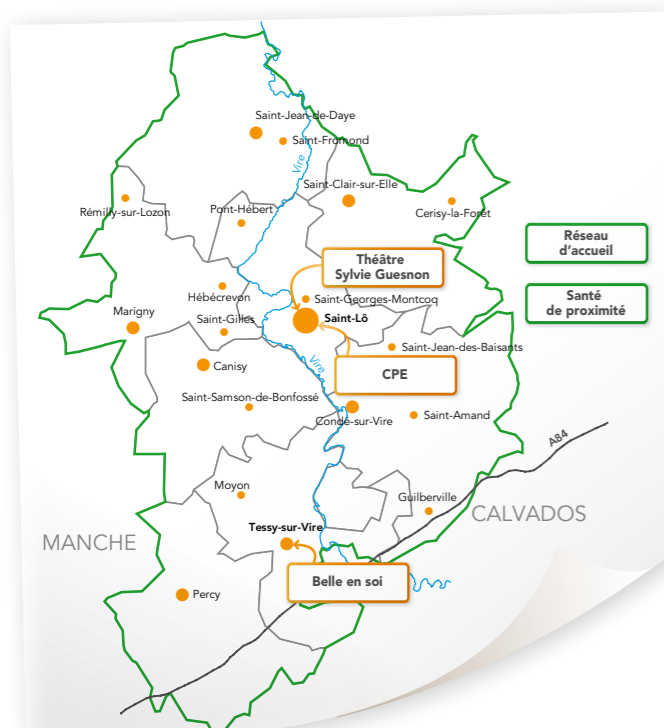 Saint-Jean-de-Daye
Saint-Fromond
Vire
Saint-Clair-sur-Elle
Rémilly-sur-Lozon
Pont-Hébert
Cerisy-la-Foret
Réseau
d'accueil
Théâtre
Sylvie Guesnon
Santé
de proximité
Hébécrevon
Saint-Georges-Montcoq
Marigny
Saint-Gilles
Saint-Lô
Saint-Jean-des-Baisants
Vire
Canisy
CPE
Saint-Samson-de-Bonfossé
Condé-sur-Vire
Saint-Amand
A84
Moyon
Guilberville
CALVADOS
Tessy-sur-Vire
MANCHE
Belle en soi
Percy